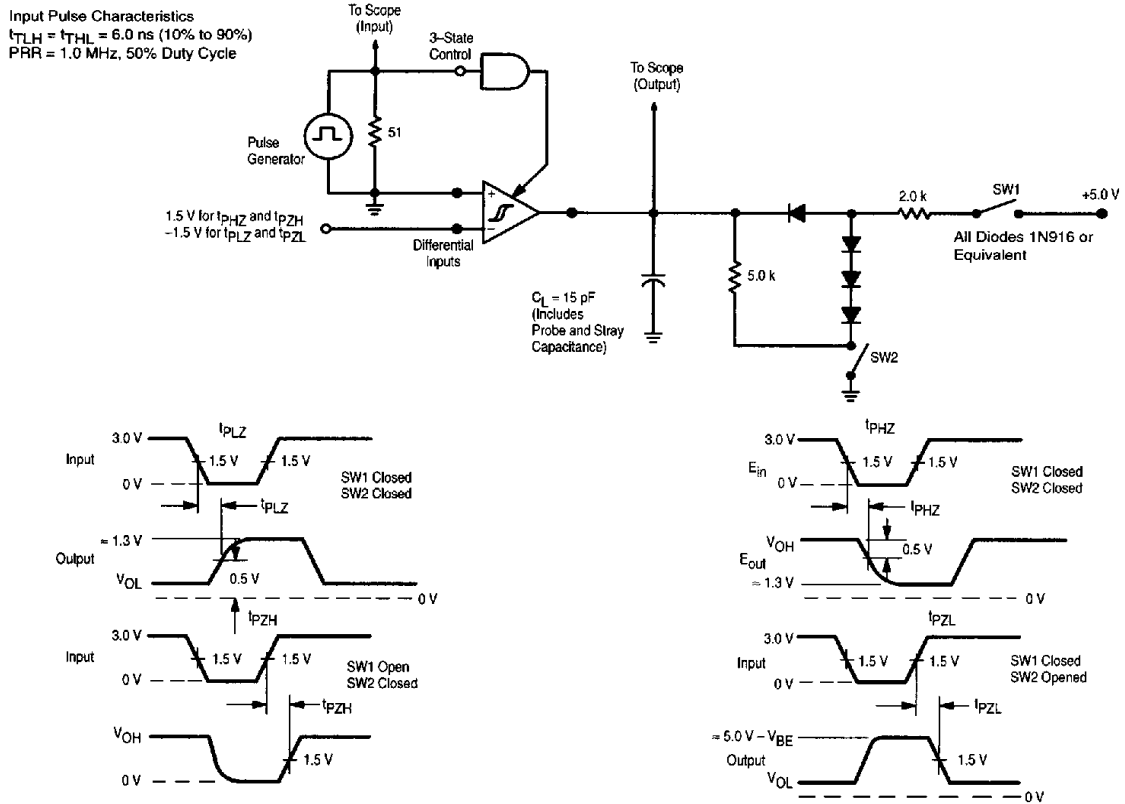 Input Pulse Characteristics
tTLH = tTHL = 6.0 ns (10% to 90%)
PRR = 1.0 MHz, 50% Duty Cycle
To Scope
(Input)
3–State
Control
To Scope
(Output)
Pulse
Generator
51
+
−
1.5 V for tPHZ and tPZH
–1.5 V for tPLZ and tPZL
Differential
Inputs
CL = 15 pF
(Includes
Probe and Stray
Capacitance)
5.0 k
2.0 k
SW1
+5.0 V
All Diodes 1N916 or
Equivalent
SW2
tPLZ
3.0 V
Input
1.5 V
1.5 V
0 V
SW1 Closed
SW2 Closed
tPLZ
≈ 1.3 V
Output
0.5 V
VOL
0 V
tPZH
3.0 V
Input
1.5 V
1.5 V
0 V
SW1 Open
SW2 Closed
tPZH
VOH
1.5 V
0 V
tPHZ
3.0 V
Ein
1.5 V
1.5 V
0 V
SW1 Closed
SW2 Closed
tPHZ
VOH
0.5 V
Eout
≈ 1.3 V
0 V
tPZL
3.0 V
Input
1.5 V
1.5 V
0 V
SW1 Closed
SW2 Opened
tPZL
≈ 5.0 V – VBE
Output
1.5 V
VOL
0 V